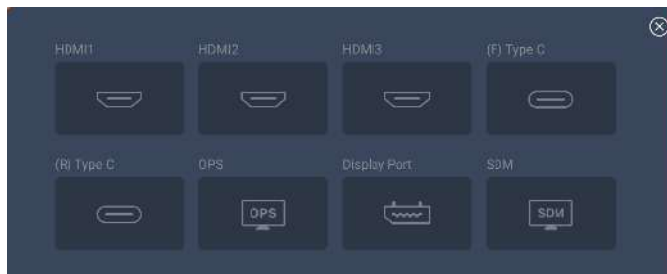 HDMI1 HDMI2 HDMI3 (F) Type C
(R) Type C OPS Display Port SDM
OPS SDM